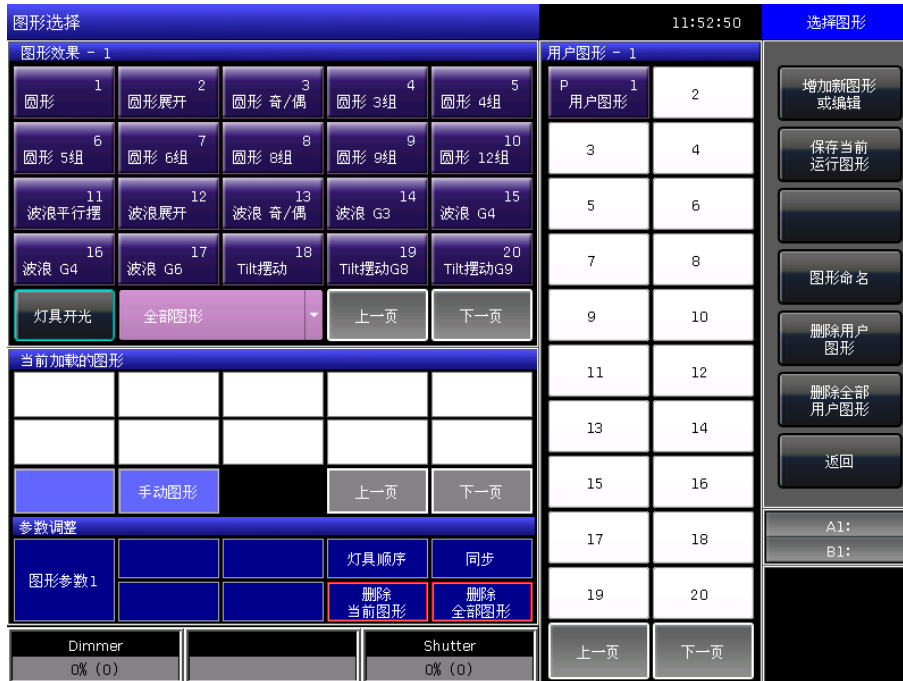 图形选择
11:52:50
选择图形
图形效果 - 1
1
圆形
2
圆形展开
3
圆形 奇/偶
4
圆形 3组
5
圆形 4组
6
圆形 5组
7
圆形 6组
8
圆形 8组
9
圆形 9组
10
圆形 12组
11
波浪平行摆
12
波浪展开
13
波浪 奇/偶
14
波浪 G3
15
波浪 G4
16
波浪 G4
17
波浪 G6
18
Tilt摆动
19
Tilt摆动G8
20
Tilt摆动G9
灯具开光
全部图形
上一页
下一页
当前加载的图形
手动图形
上一页
下一页
参数调整
图形参数1
灯具顺序
同步
删除
当前图形
删除
全部图形
Dimmer
0% (0)
Shutter
0% (0)
用户图形 - 1
P 1
用户图形
2
3
4
5
6
7
8
9
10
11
12
13
14
15
16
17
18
19
20
上一页
下一页
增加新图形
或编辑
保存当前
运行图形
图形命名
删除用户
图形
删除全部
用户图形
返回
A1:
B1: